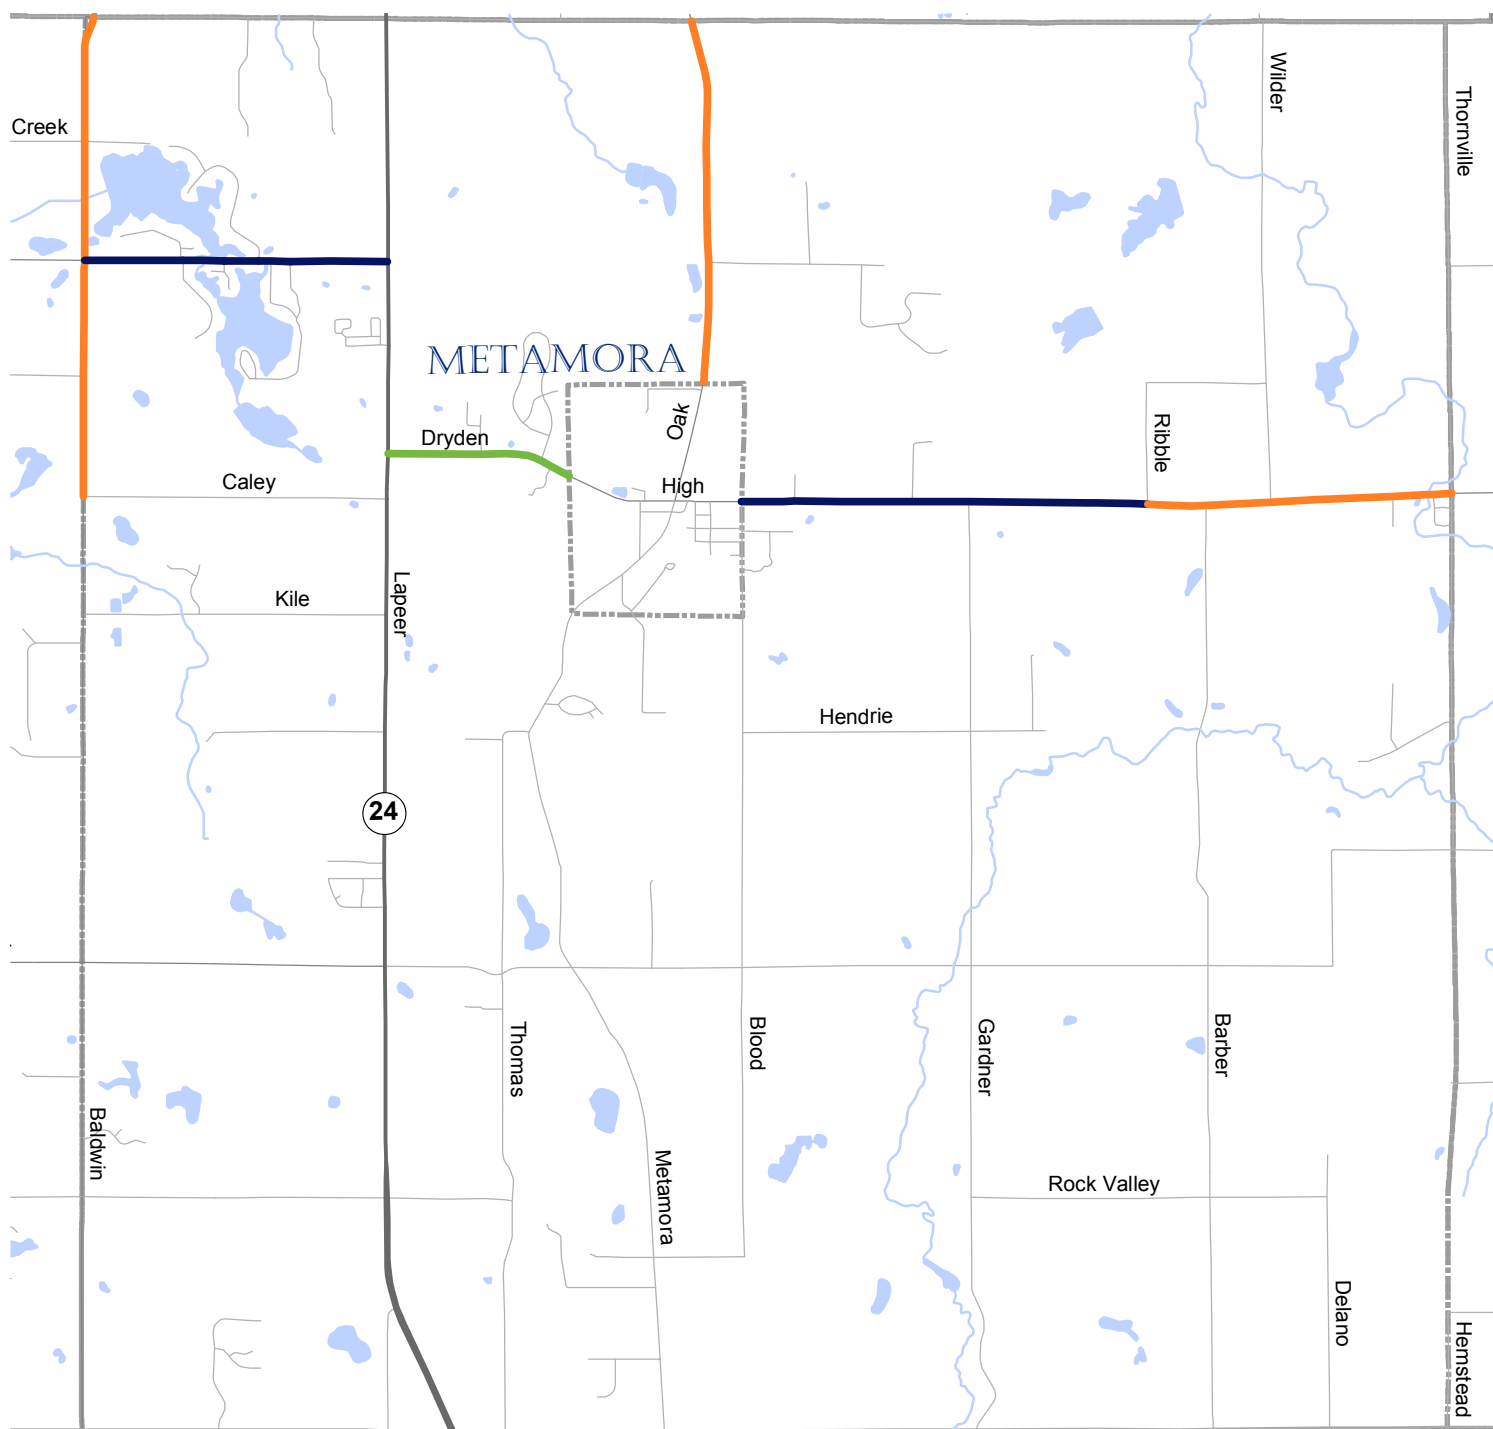 Wilder
Creek
Thornville
METAMORA
Oak
Ribble
Dryden
Caley
High
Lapeer
Kile
Hendrie
24
Thomas
Blood
Gardner
Barber
Baldwin
Metamora
Rock Valley
Delano
Hemstead